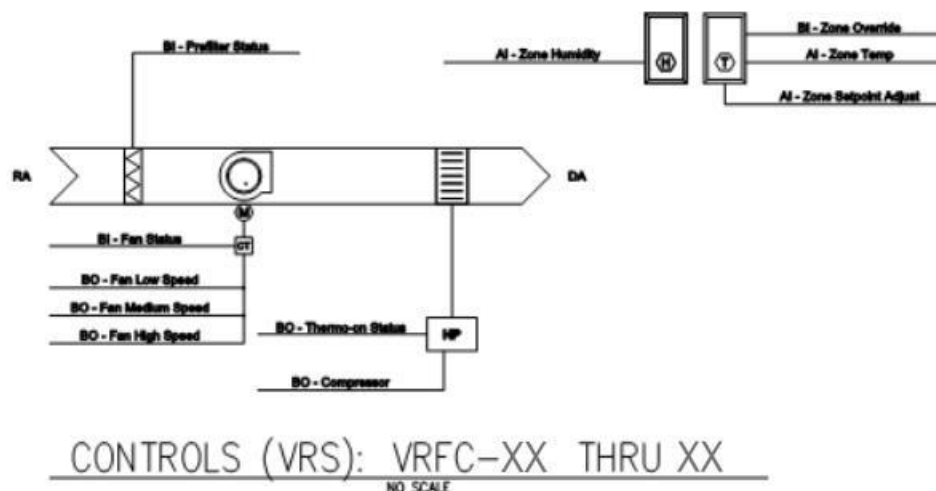 BI - Prefilter Status
BI - Zone Override
AI - Zone Humidity
H
T
AI - Zone Temp
AI - Zone Setpoint Adjust
RA
DA
M
BI - Fan Status
CT
BO - Fan Low Speed
BO - Fan Medium Speed
BO - Thermo-on Status
HP
BO - Fan High Speed
BO - Compressor
CONTROLS (VRS): VRFC-XX THRU XX
NO SCALE